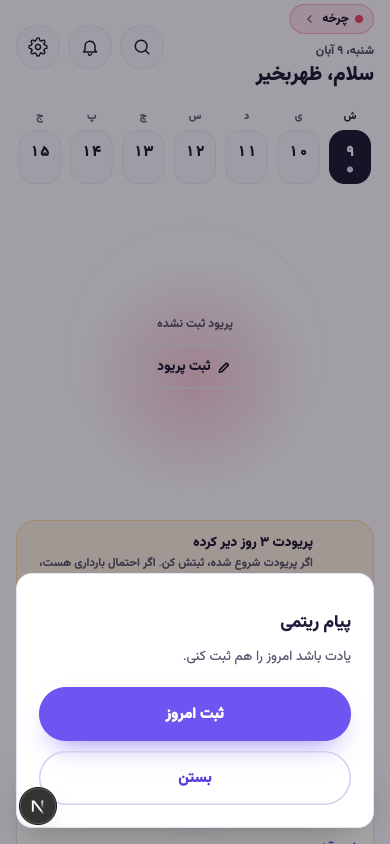 چرخه
شنبه، ۹ آبان
سلام، ظهربخیر
ش ی د س چ پ ج
۹ ۱۰ ۱۱ ۱۲ ۱۳ ۱۴ ۱۵
پریود ثبت نشده
ثبت پریود
پریودت ۳ روز دیر کرده
اگر پریودت شروع شده، ثبتش کن. اگر احتمال بارداری هست،
پیام ریتمی
یادت باشد امروز را هم ثبت کنی.
ثبت امروز
بستن
N